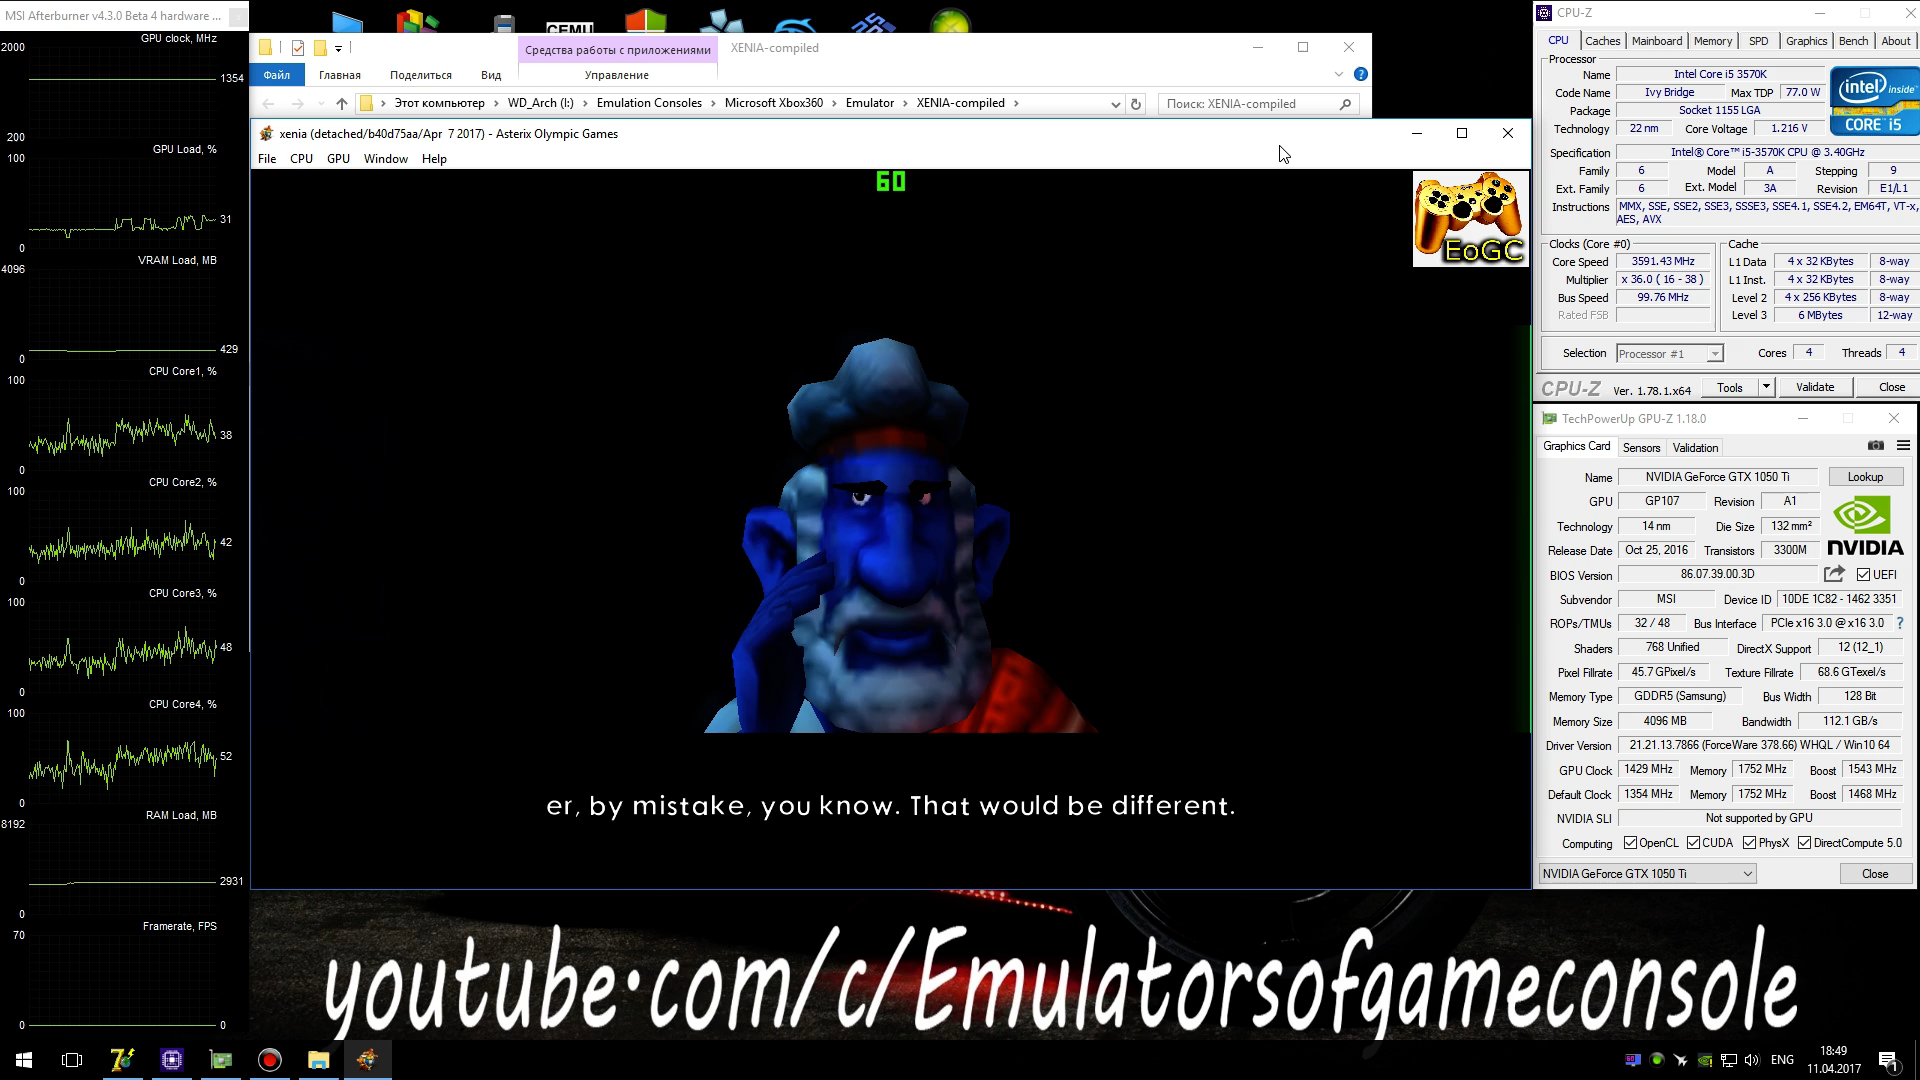 MSI Afterburner v4.3.0 Beta 4 hardware ...
GPU clock, MHz
2000
1354
200
GPU Load, %
100
31
0
VRAM Load, MB
4096
429
0
CPU Core1, %
100
38
0
CPU Core2, %
100
42
0
CPU Core3, %
100
48
0
CPU Core4, %
100
52
0
RAM Load, MB
8192
2931
0
Framerate, FPS
70
0
0
CEMU
Средства работы с приложениями
XENIA-compiled
Файл
Главная
Поделиться
Вид
Управление
Этот компьютер
WD_Arch (I:)
Emulation Consoles
Microsoft Xbox360
Emulator
XENIA-compiled
Поиск: XENIA-compiled
xenia (detached/b40d75aa/Apr 7 2017) - Asterix Olympic Games
File CPU GPU Window Help
60
EoGC
er, by mistake, you know. That would be different.
CPU-Z
CPU Caches Mainboard Memory SPD Graphics Bench About
Processor
Name Intel Core i5 3570K
Code Name Ivy Bridge Max TDP 77.0 W
Package Socket 1155 LGA
Technology 22 nm Core Voltage 1.216 V
intel inside™
CORE i5
Specification Intel® Core™ i5-3570K CPU @ 3.40GHz
Family 6 Model A Stepping 9
Ext. Family 6 Ext. Model 3A Revision E1/L1
Instructions MMX, SSE, SSE2, SSE3, SSSE3, SSE4.1, SSE4.2, EM64T, VT-x,
AES, AVX
Clocks (Core #0)
Core Speed 3591.43 MHz
Multiplier x 36.0 ( 16 - 38 )
Bus Speed 99.76 MHz
Rated FSB
Cache
L1 Data 4 x 32 KBytes 8-way
L1 Inst. 4 x 32 KBytes 8-way
Level 2 4 x 256 KBytes 8-way
Level 3 6 MBytes 12-way
Selection Processor #1 Cores 4 Threads 4
CPU-Z Ver. 1.78.1.x64 Tools Validate Close
TechPowerUp GPU-Z 1.18.0
Graphics Card Sensors Validation
Name NVIDIA GeForce GTX 1050 Ti Lookup
GPU GP107 Revision A1
Technology 14 nm Die Size 132 mm²
Release Date Oct 25, 2016 Transistors 3300M
NVIDIA
BIOS Version 86.07.39.00.3D UEFI
Subvendor MSI Device ID 10DE 1C82 - 1462 3351
ROPs/TMUs 32 / 48 Bus Interface PCIe x16 3.0 @ x16 3.0 ?
Shaders 768 Unified DirectX Support 12 (12_1)
Pixel Fillrate 45.7 GPixel/s Texture Fillrate 68.6 GTexel/s
Memory Type GDDR5 (Samsung) Bus Width 128 Bit
Memory Size 4096 MB Bandwidth 112.1 GB/s
Driver Version 21.21.13.7866 (ForceWare 378.66) WHQL / Win10 64
GPU Clock 1429 MHz Memory 1752 MHz Boost 1543 MHz
Default Clock 1354 MHz Memory 1752 MHz Boost 1468 MHz
NVIDIA SLI Not supported by GPU
Computing OpenCL CUDA PhysX DirectCompute 5.0
NVIDIA GeForce GTX 1050 Ti Close
youtube.com/c/Emulatorsofgameconsole
ENG
18:49
11.04.2017
1